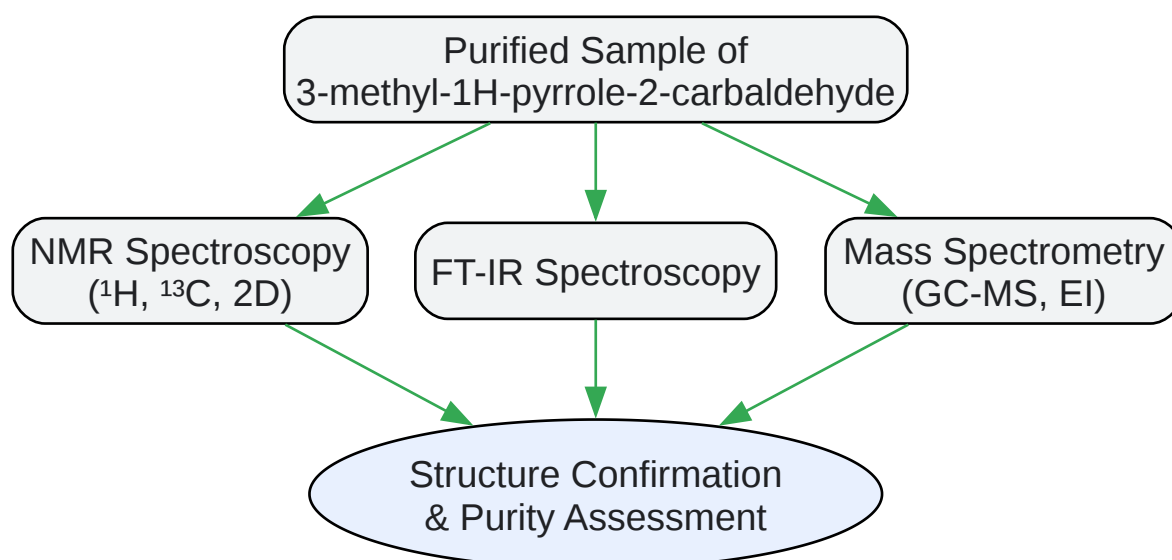 Purified Sample of
3-methyl-1H-pyrrole-2-carbaldehyde
NMR Spectroscopy
(¹H, ¹³C, 2D)
FT-IR Spectroscopy
Mass Spectrometry
(GC-MS, EI)
Structure Confirmation
& Purity Assessment